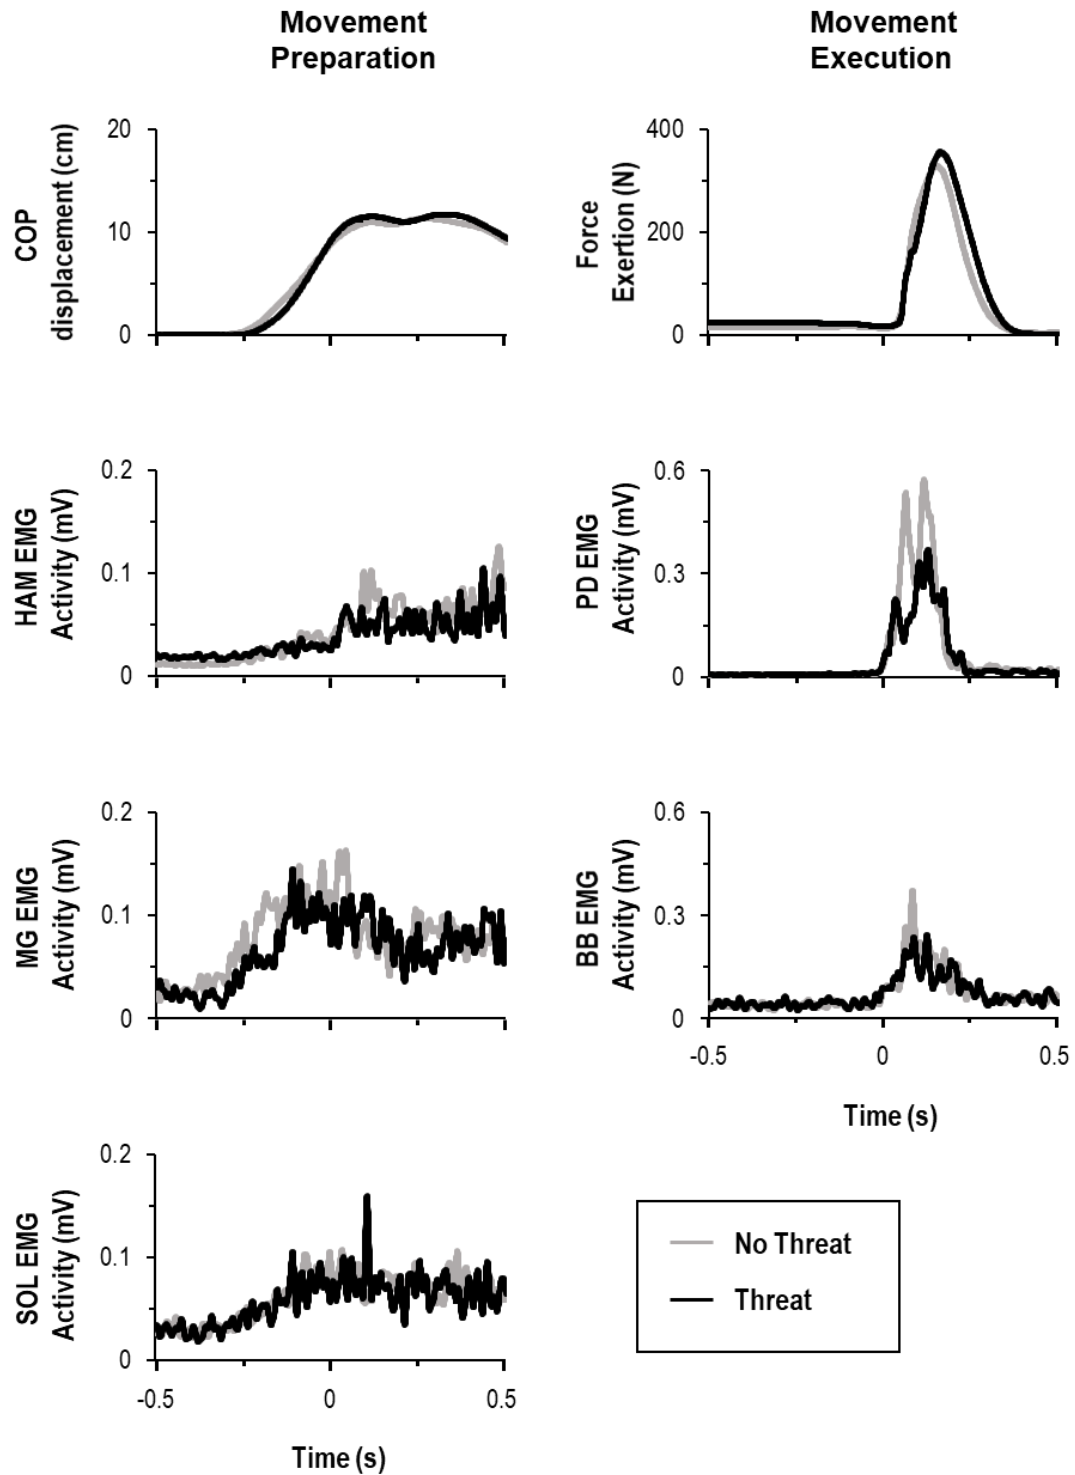 Movement
Preparation
Movement
Execution
COP
displacement (cm)
20
10
0
Force
Exertion (N)
400
200
0
HAM EMG
Activity (mV)
0.2
0.1
0
PD EMG
Activity (mV)
0.6
0.3
0
MG EMG
Activity (mV)
0.2
0.1
0
BB EMG
Activity (mV)
0.6
0.3
0
-0.5 0 0.5
Time (s)
SOL EMG
Activity (mV)
0.2
0.1
0
-0.5 0 0.5
Time (s)
No Threat
Threat